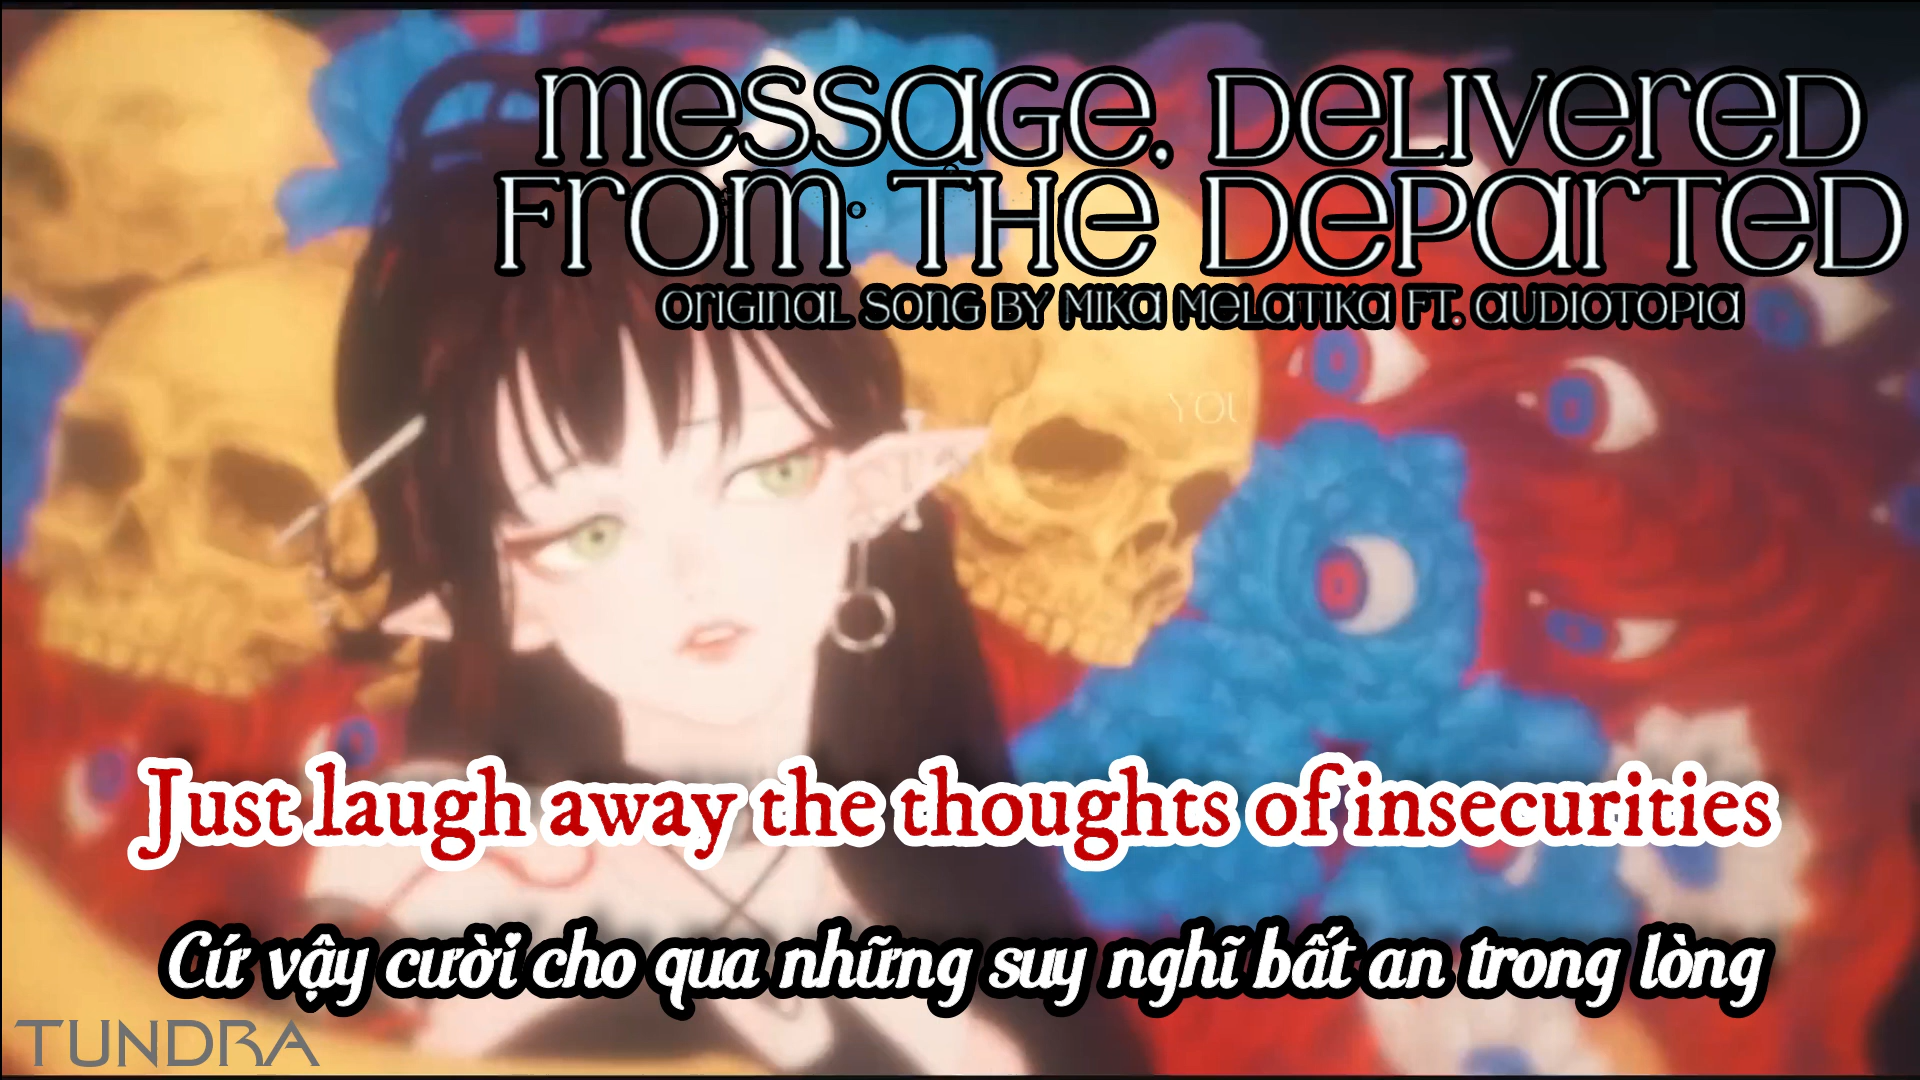 Message, Delivered
From The Departed
Original Song by Mika Melatika ft. Audiotopia
YOU
Just laugh away the thoughts of insecurities
Cứ vậy cười cho qua những suy nghĩ bất an trong lòng
TUNDRA